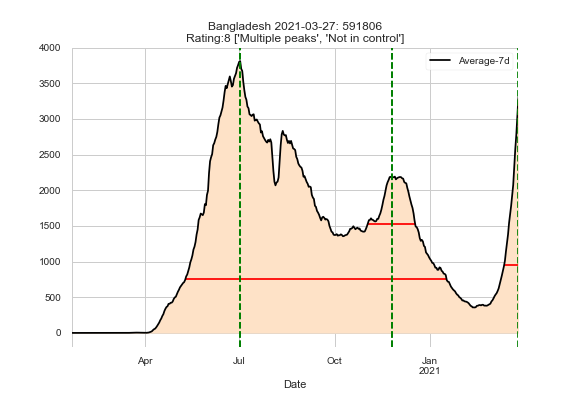 Bangladesh 2021-03-27: 591806
Rating:8 ['Multiple peaks', 'Not in control']
4000
3500
3000
2500
2000
1500
1000
500
0
Average-7d
Apr
Jul
Oct
Jan
2021
Date